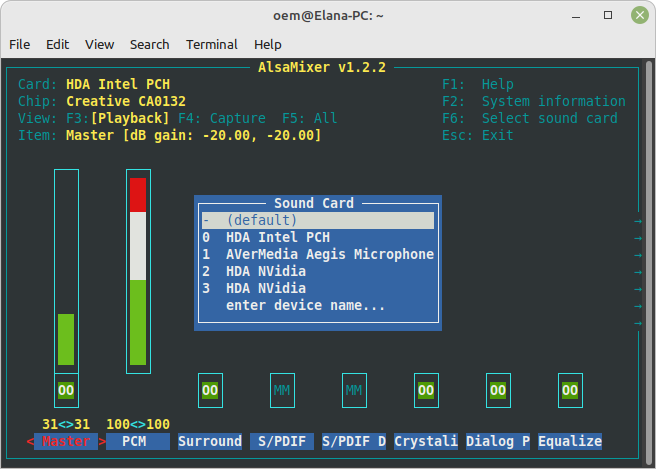 oem@Elana-PC: ~
File Edit View Search Terminal Help
AlsaMixer v1.2.2
Card: HDA Intel PCH F1: Help
Chip: Creative CA0132 F2: System information
View: F3:[Playback] F4: Capture F5: All F6: Select sound card
Item: Master [dB gain: -20.00, -20.00] Esc: Exit
Sound Card
- (default)
0 HDA Intel PCH
1 AVerMedia Aegis Microphone
2 HDA NVidia
3 HDA NVidia
enter device name...
→
→
→
→
→
→
→
OO OO MM MM OO OO OO
31<>31 100<>100
< Master > PCM Surround S/PDIF S/PDIF D Crystali Dialog P Equalize